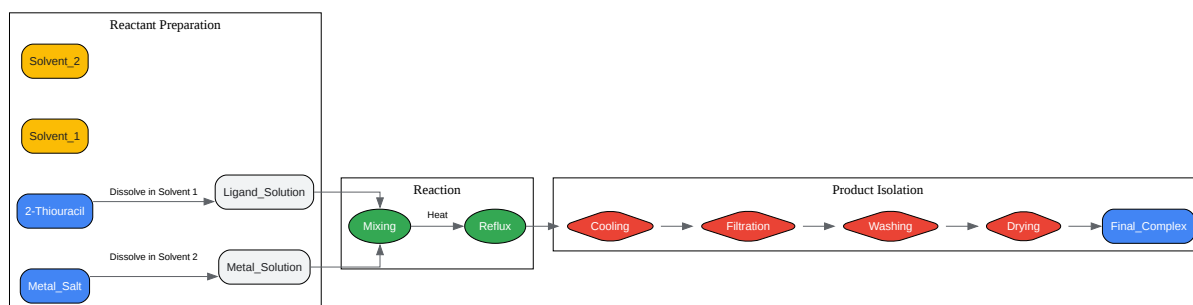 Reactant Preparation
Solvent_2
Solvent_1
2-Thiouracil
Dissolve in Solvent 1
Ligand_Solution
Metal_Salt
Dissolve in Solvent 2
Metal_Solution
Reaction
Mixing
Heat
Reflux
Product Isolation
Cooling
Filtration
Washing
Drying
Final_Complex